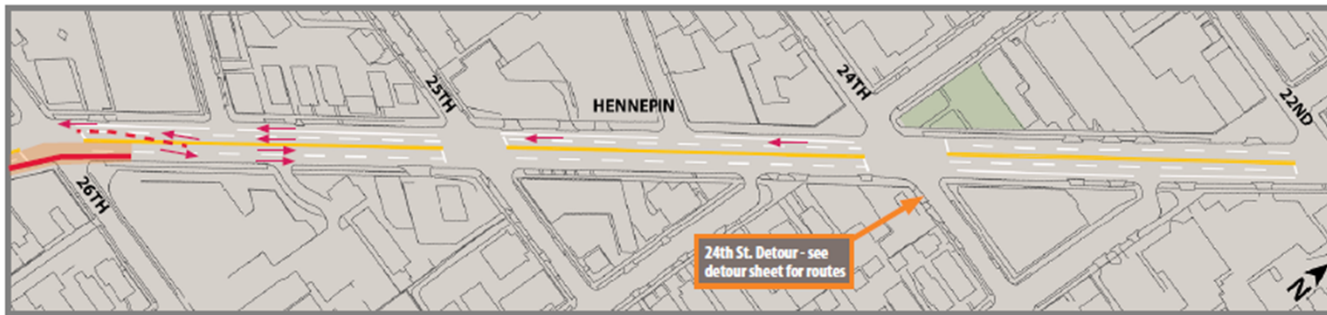 25TH
HENNEPIN
24TH
22ND
26TH
24th St. Detour - see
detour sheet for routes
N